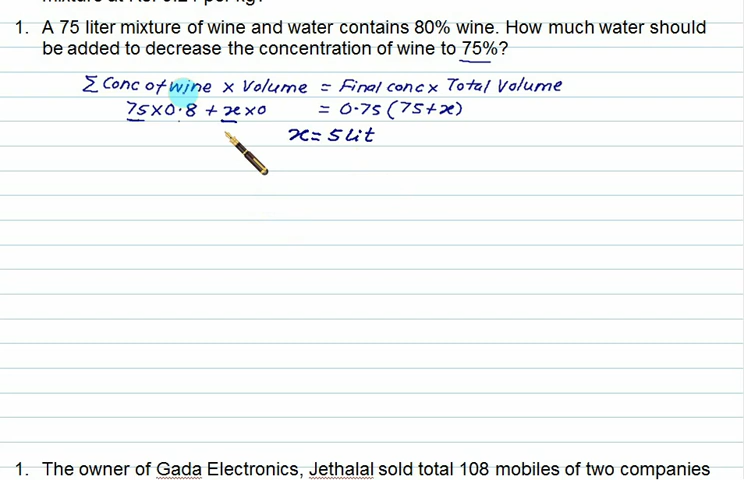 1. A 75 liter mixture of wine and water contains 80% wine. How much water should
be added to decrease the concentration of wine to 75%?
Σ Conc of wine x Volume = Final conc x Total Volume
75x0.8 + x x 0 = 0.75 (75+x)
x = 5 lit
1. The owner of Gada Electronics, Jethalal sold total 108 mobiles of two companies